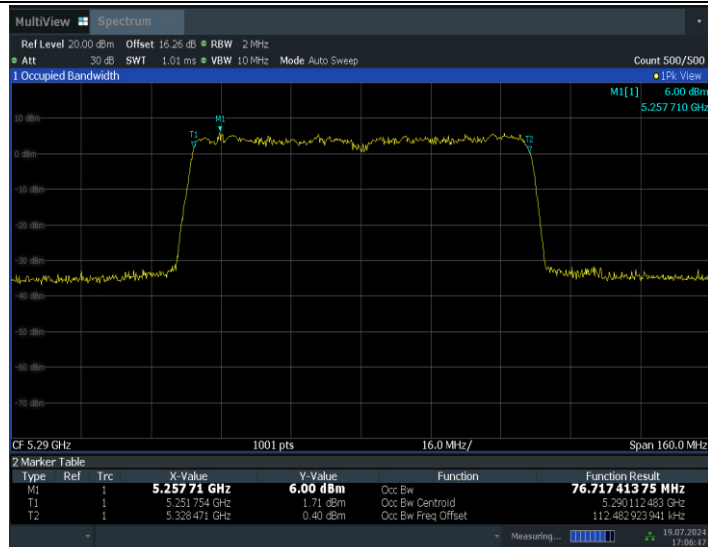 MultiView Spectrum
Ref Level 20.00 dBm Offset 16.26 dB RBW 2 MHz
Att 30 dB SWT 1.01 ms VBW 10 MHz Mode Auto Sweep Count 500/500
1 Occupied Bandwidth 1Pk View
M1[1] 6.00 dBm
5.257 710 GHz
10 dBm
M1
T1
T2
0 dBm
-10 dBm
-20 dBm
-30 dBm
-40 dBm
-50 dBm
-60 dBm
-70 dBm
CF 5.29 GHz 1001 pts 16.0 MHz/ Span 160.0 MHz
2 Marker Table
Type Ref Trc X-Value Y-Value Function Function Result
M1 1 5.257 71 GHz 6.00 dBm Occ Bw 76.717 413 75 MHz
T1 1 5.251 754 GHz 1.71 dBm Occ Bw Centroid 5.290 112 483 GHz
T2 1 5.328 471 GHz 0.40 dBm Occ Bw Freq Offset 112.482 923 941 kHz
Measuring... 19.07.2024
17:06:47